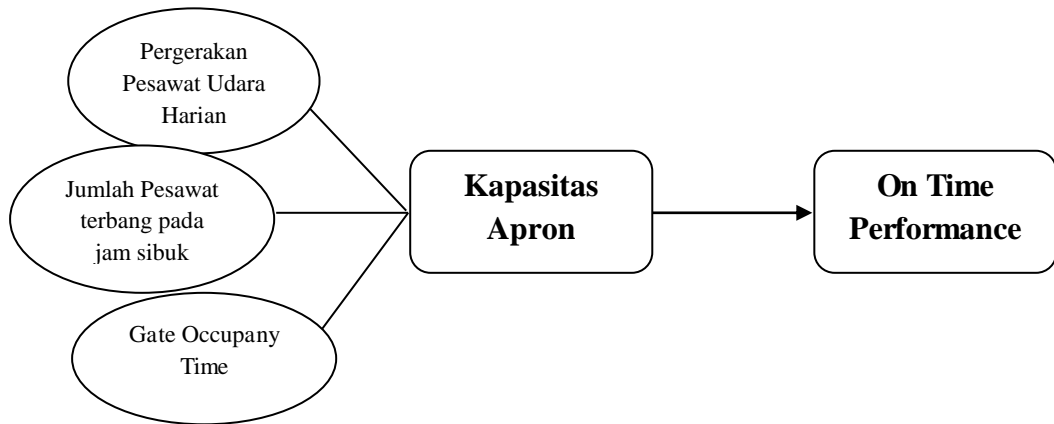 Pergerakan
Pesawat Udara
Harian
Jumlah Pesawat
terbang pada
jam sibuk
Gate Occupany
Time
Kapasitas
Apron
On Time
Performance